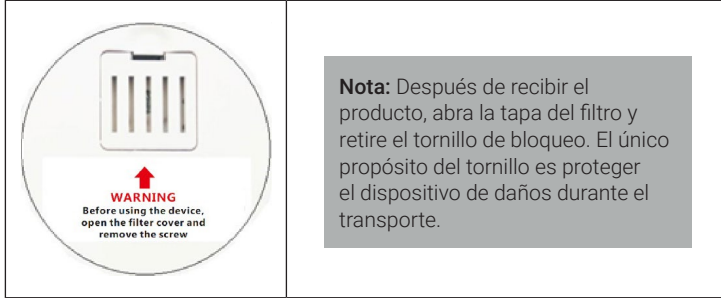 WARNING
Before using the device,
open the filter cover and
remove the screw
Nota: Después de recibir el
producto, abra la tapa del filtro y
retire el tornillo de bloqueo. El único
propósito del tornillo es proteger
el dispositivo de daños durante el
transporte.